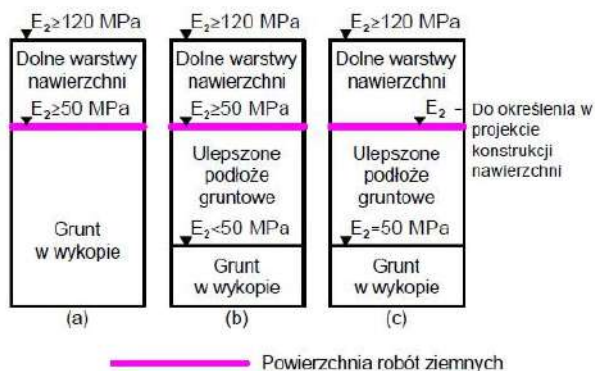 E₂≥120 MPa
Dolne warstwy
nawierzchni
E₂≥50 MPa
Grunt
w wykopie
(a)
E₂≥120 MPa
Dolne warstwy
nawierzchni
E₂≥50 MPa
Ulepszone
podłoże
gruntowe
E₂<50 MPa
Grunt
w wykopie
(b)
E₂≥120 MPa
Dolne warstwy
nawierzchni
E₂ – Do określenia w
projekcie
konstrukcji
nawierzchni
Ulepszone
podłoże
gruntowe
E₂=50 MPa
Grunt
w wykopie
(c)
Powierzchnia robót ziemnych